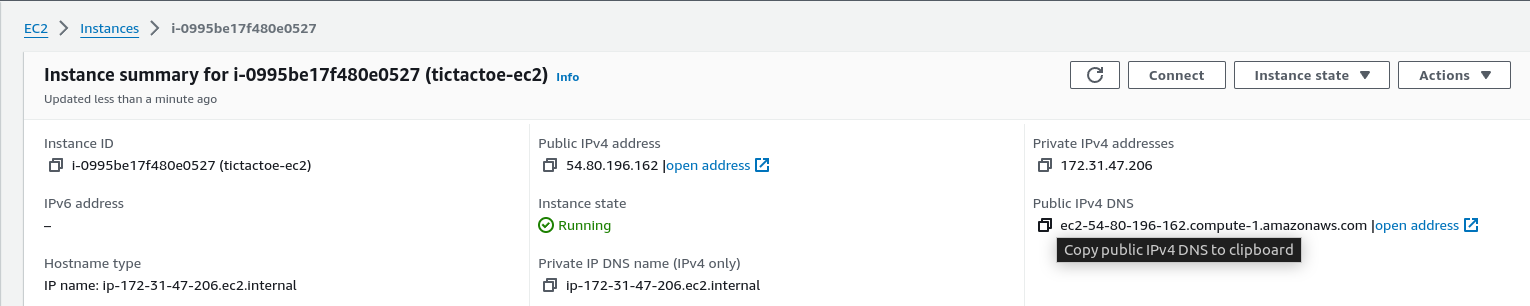 EC2 > Instances > i-0995be17f480e0527
Instance summary for i-0995be17f480e0527 (tictactoe-ec2) Info
Connect
Instance state
Actions
Updated less than a minute ago
Instance ID
i-0995be17f480e0527 (tictactoe-ec2)
Public IPv4 address
54.80.196.162 |open address
Private IPv4 addresses
172.31.47.206
IPv6 address
–
Instance state
Running
Public IPv4 DNS
ec2-54-80-196-162.compute-1.amazonaws.com |open address
Copy public IPv4 DNS to clipboard
Hostname type
IP name: ip-172-31-47-206.ec2.internal
Private IP DNS name (IPv4 only)
ip-172-31-47-206.ec2.internal